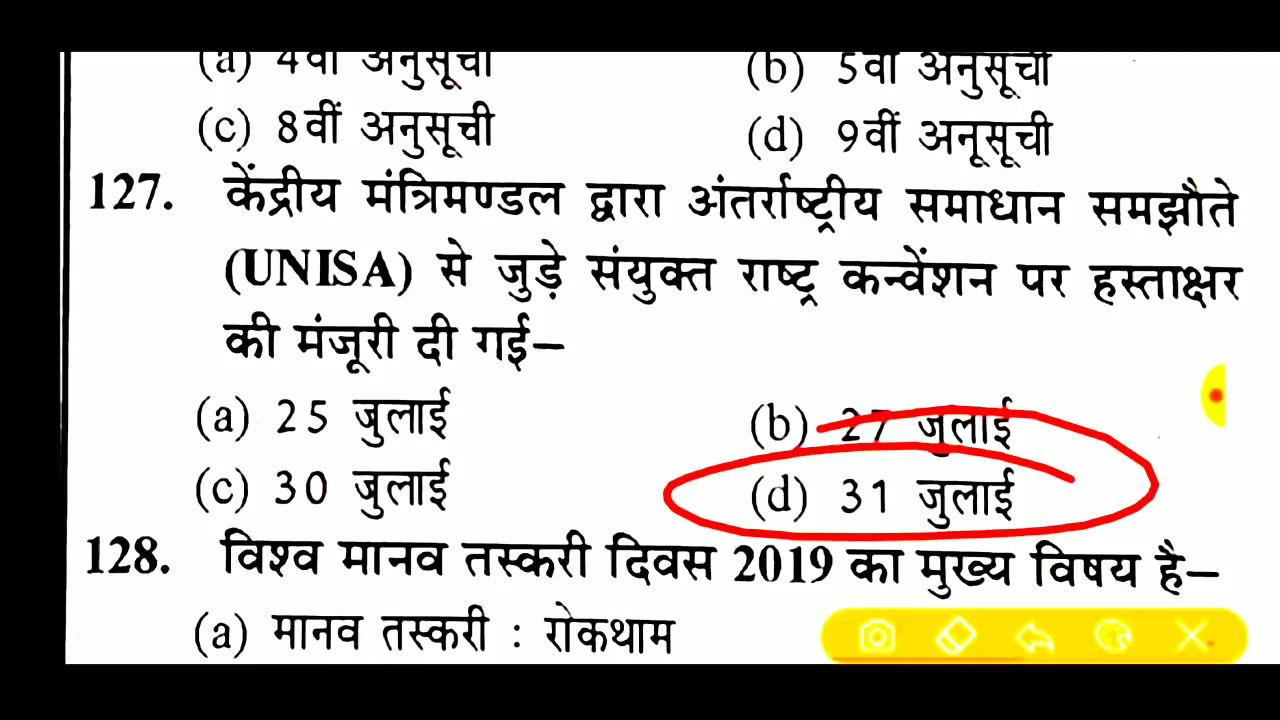 (a) 4वीं अनुसूची (b) 5वीं अनुसूची
(c) 8वीं अनुसूची (d) 9वीं अनूसूची
127. केंद्रीय मंत्रिमण्डल द्वारा अंतर्राष्ट्रीय समाधान समझौते
(UNISA) से जुड़े संयुक्त राष्ट्र कन्वेंशन पर हस्ताक्षर
की मंजूरी दी गई–
(a) 25 जुलाई (b) 27 जुलाई
(c) 30 जुलाई (d) 31 जुलाई
128. विश्व मानव तस्करी दिवस 2019 का मुख्य विषय है–
(a) मानव तस्करी : रोकथाम